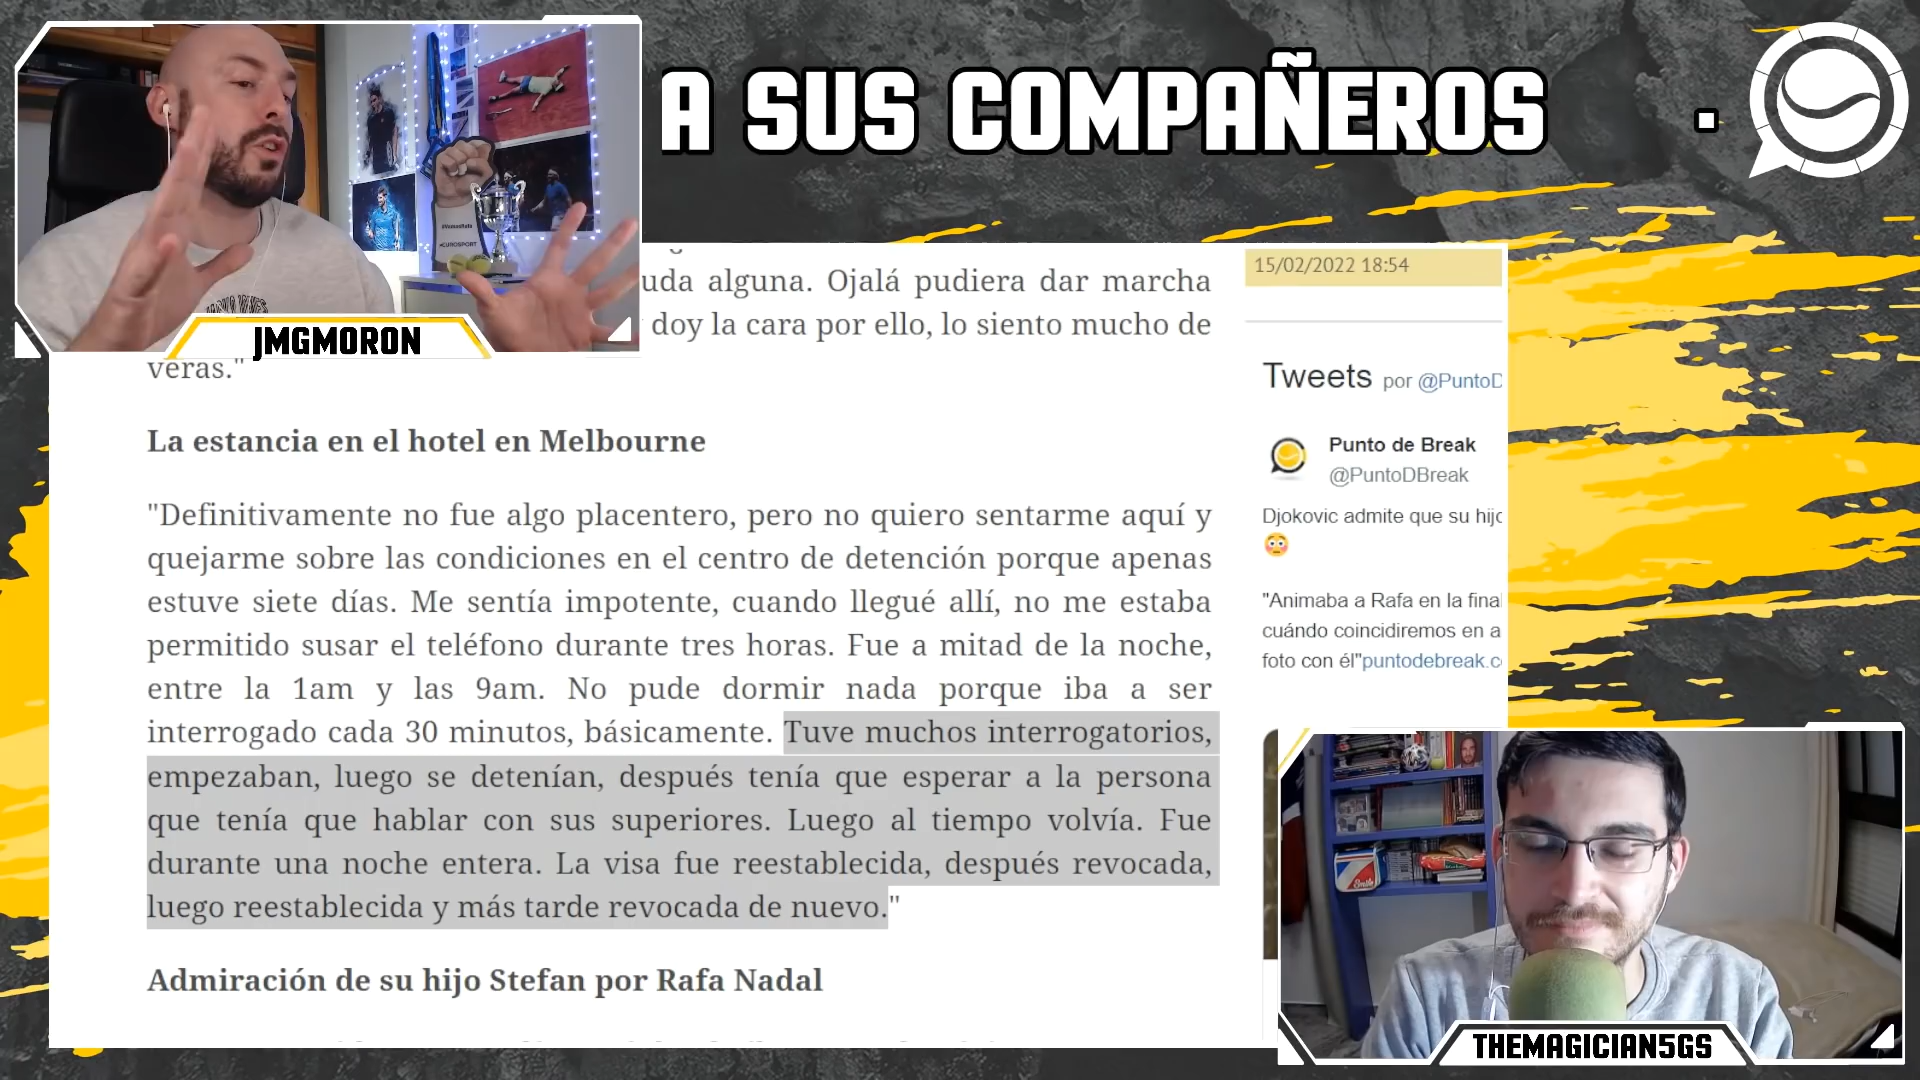 A SUS COMPAÑEROS .
#VamosRafa
EUROSPORT
JMGMORON
uda alguna. Ojalá pudiera dar marcha
doy la cara por ello, lo siento mucho de
veras."
La estancia en el hotel en Melbourne
"Definitivamente no fue algo placentero, pero no quiero sentarme aquí y
quejarme sobre las condiciones en el centro de detención porque apenas
estuve siete días. Me sentía impotente, cuando llegué allí, no me estaba
permitido susar el teléfono durante tres horas. Fue a mitad de la noche,
entre la 1am y las 9am. No pude dormir nada porque iba a ser
interrogado cada 30 minutos, básicamente. Tuve muchos interrogatorios,
empezaban, luego se detenían, después tenía que esperar a la persona
que tenía que hablar con sus superiores. Luego al tiempo volvía. Fue
durante una noche entera. La visa fue reestablecida, después revocada,
luego reestablecida y más tarde revocada de nuevo."
Admiración de su hijo Stefan por Rafa Nadal
15/02/2022 18:54
Tweets por @PuntoD
Punto de Break
@PuntoDBreak
Djokovic admite que su hijo
"Animaba a Rafa en la final
cuándo coincidiremos en a
foto con él"puntodebreak.c
Smile
THEMAGICIAN5GS